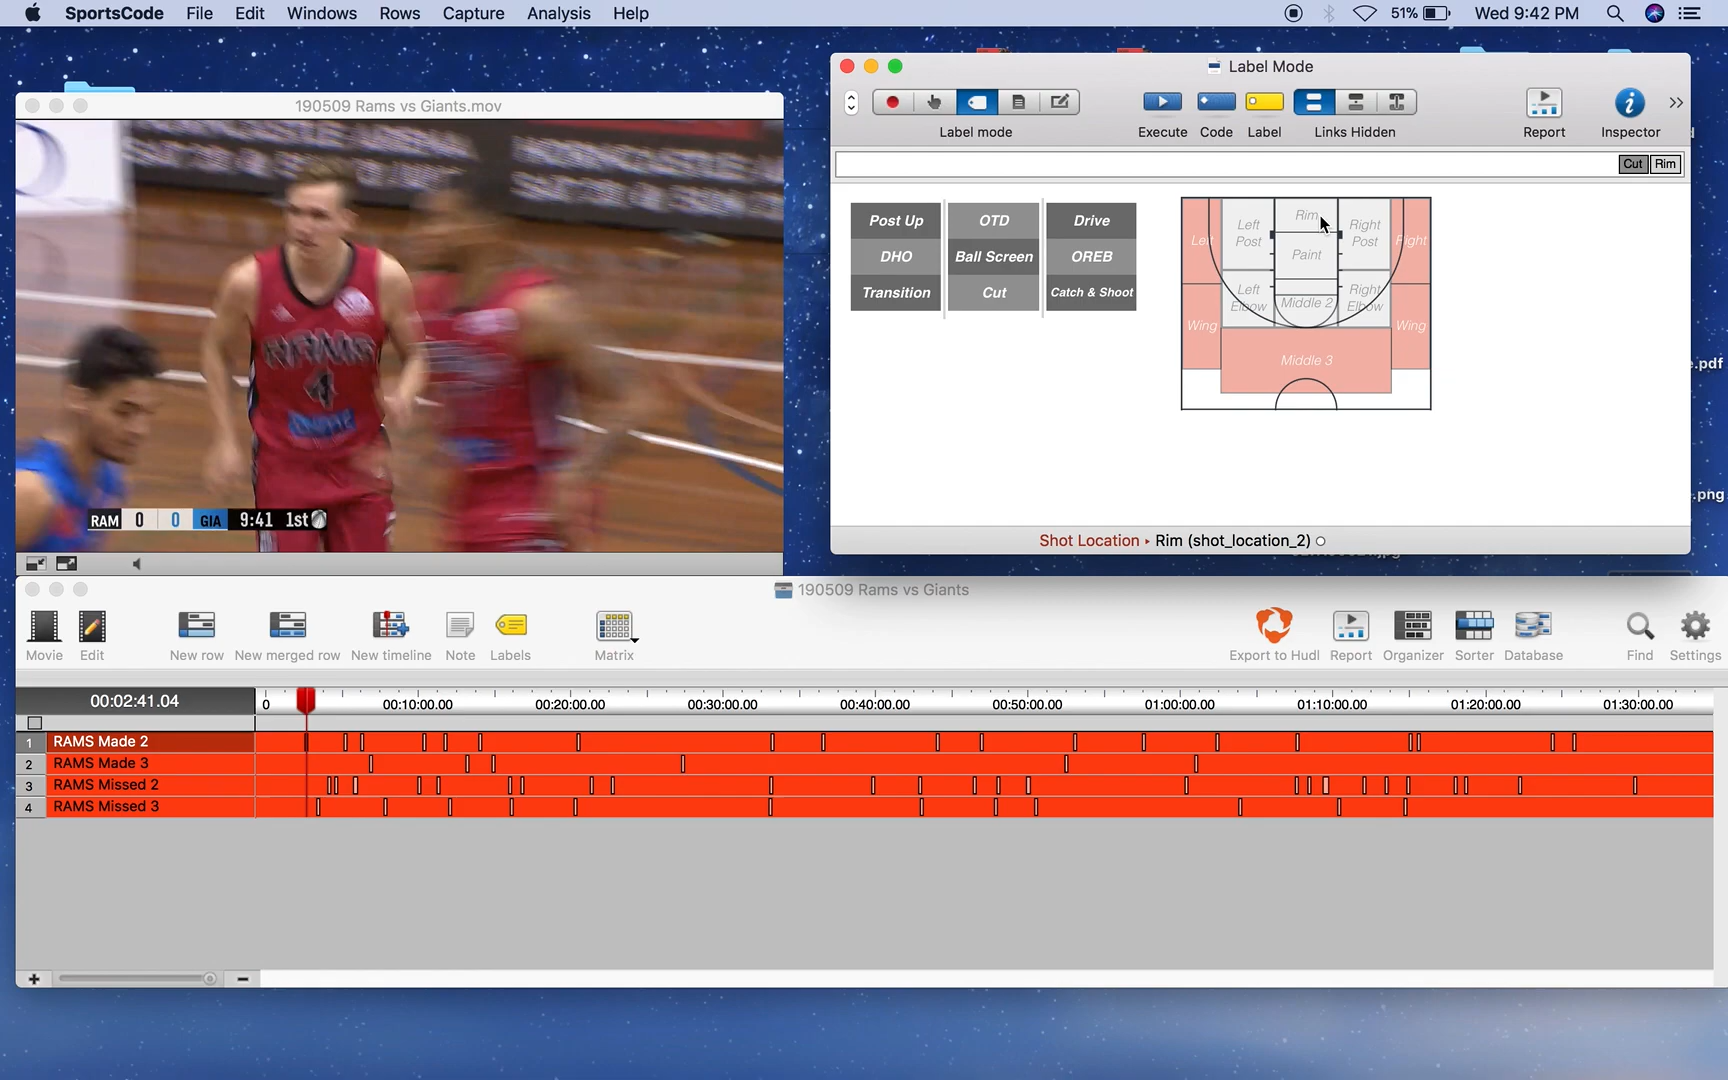 SportsCode File Edit Windows Rows Capture Analysis Help 51% Wed 9:42 PM
190509 Rams vs Giants.mov
Label Mode
Label mode Execute Code Label Links Hidden Report Inspector
Cut Rim
Post Up OTD Drive
DHO Ball Screen OREB
Transition Cut Catch & Shoot
Rim
Left Post
Right Post
Left
Right
Paint
Left Elbow
Middle 2
Right Elbow
Wing
Wing
Middle 3
.pdf
.png
RAMS
4
RAM 0 0 GIA 9:41 1st
Shot Location ▸ Rim (shot_location_2)
190509 Rams vs Giants
Movie Edit New row New merged row New timeline Note Labels Matrix Export to Hudl Report Organizer Sorter Database Find Settings
00:02:41.04 0 00:10:00.00 00:20:00.00 00:30:00.00 00:40:00.00 00:50:00.00 01:00:00.00 01:10:00.00 01:20:00.00 01:30:00.00
1 RAMS Made 2
2 RAMS Made 3
3 RAMS Missed 2
4 RAMS Missed 3